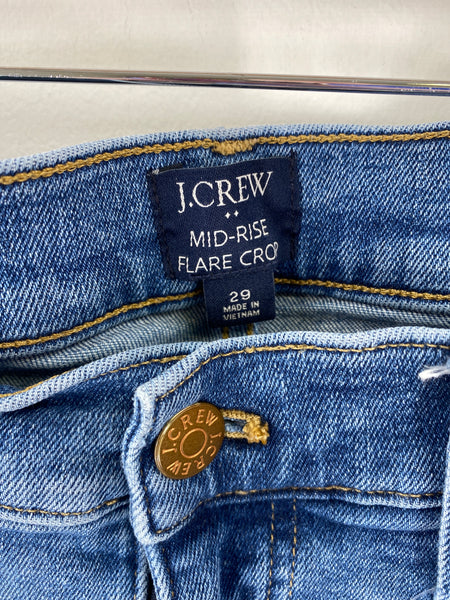 J.CREW
MID-RISE
FLARE CROP
29
MADE IN
VIETNAM
J.CREW
J.CREW